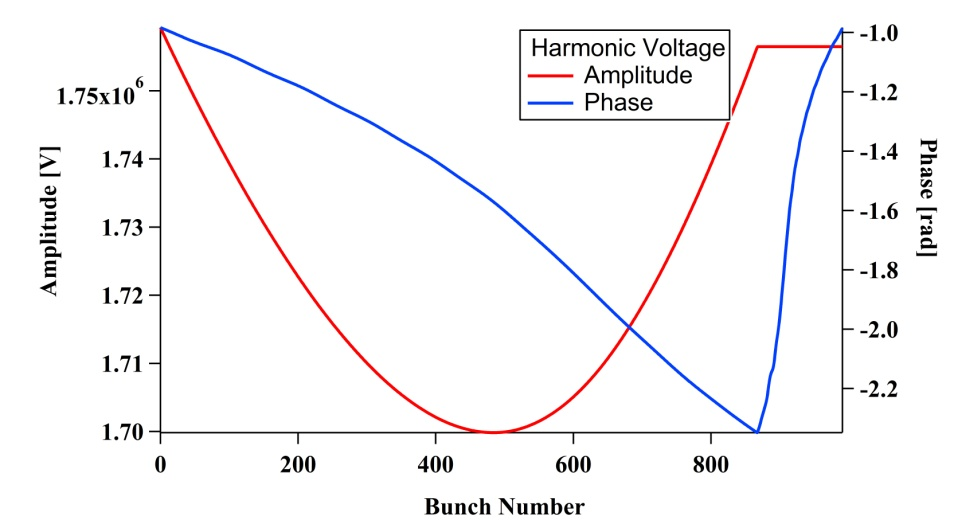 Harmonic Voltage
Amplitude
Phase
1.75x10⁶
1.74
1.73
1.72
1.71
1.70
Amplitude [V]
-1.0
-1.2
-1.4
-1.6
-1.8
-2.0
-2.2
Phase [rad]
0 200 400 600 800
Bunch Number